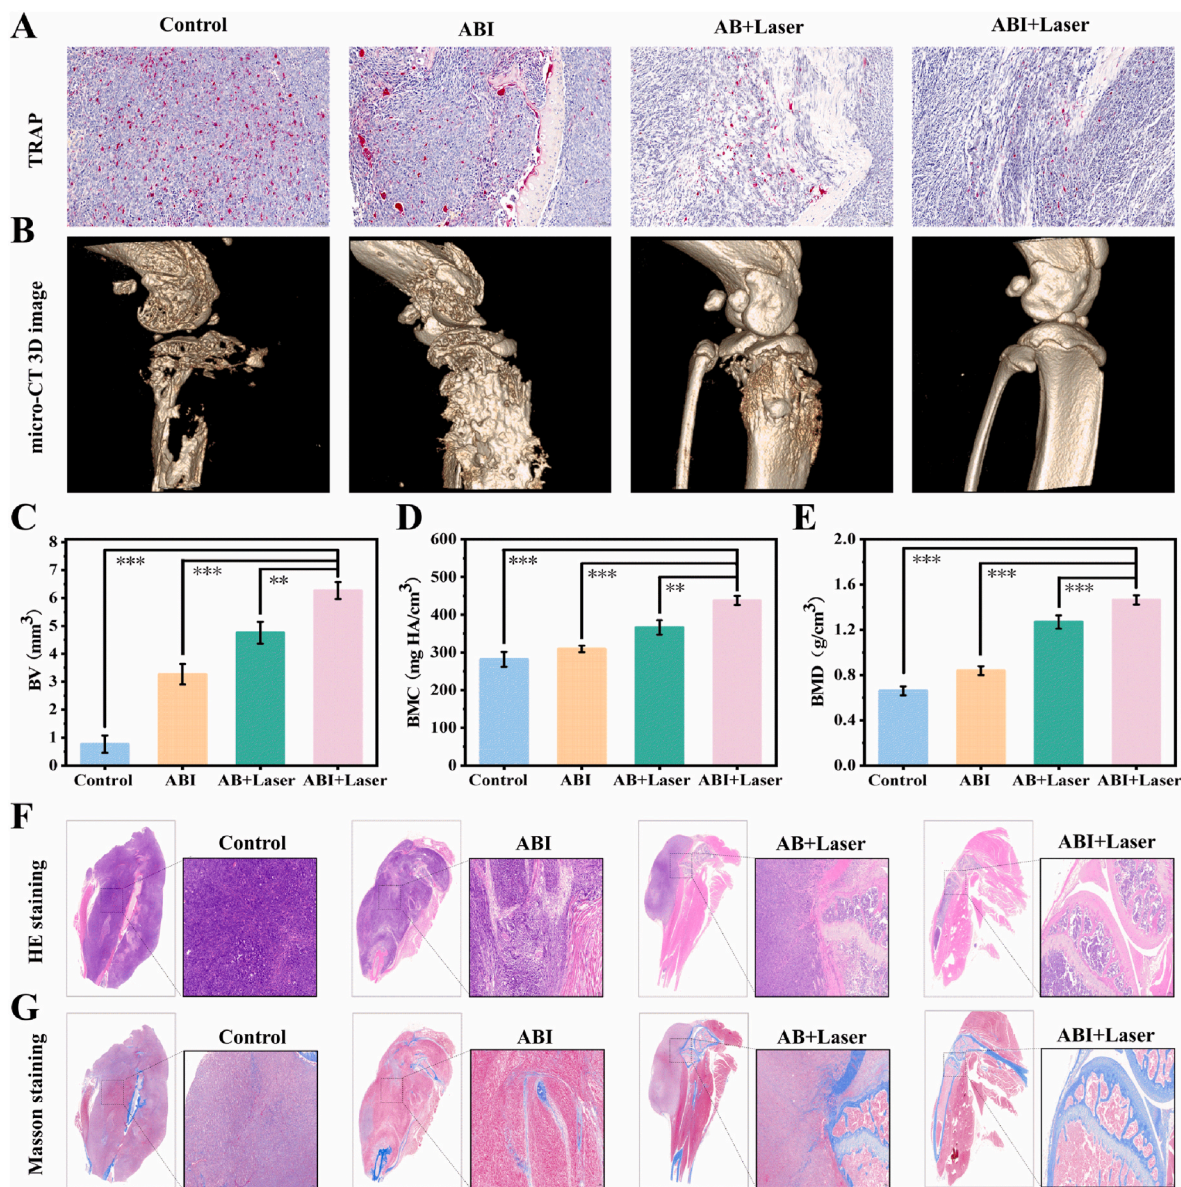 A
Control
ABI
AB+Laser
ABI+Laser
TRAP
B
micro-CT 3D image
C
8
7
6
5
4
3
2
1
0
BV (mm³)
***
***
**
Control
ABI
AB+Laser
ABI+Laser
D
600
500
400
300
200
100
0
BMC (mg HA/cm³)
***
***
**
Control
ABI
AB+Laser
ABI+Laser
E
2.0
1.6
1.2
0.8
0.4
0.0
BMD (g/cm³)
***
***
***
Control
ABI
AB+Laser
ABI+Laser
F
HE staining
Control
ABI
AB+Laser
ABI+Laser
G
Masson staining
Control
ABI
AB+Laser
ABI+Laser